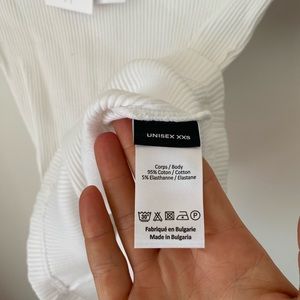 UNISEX XXS
Corps / Body
95% Coton / Cotton
5% Elasthanne / Elastane
Fabriqué en Bulgarie
Made in Bulgaria